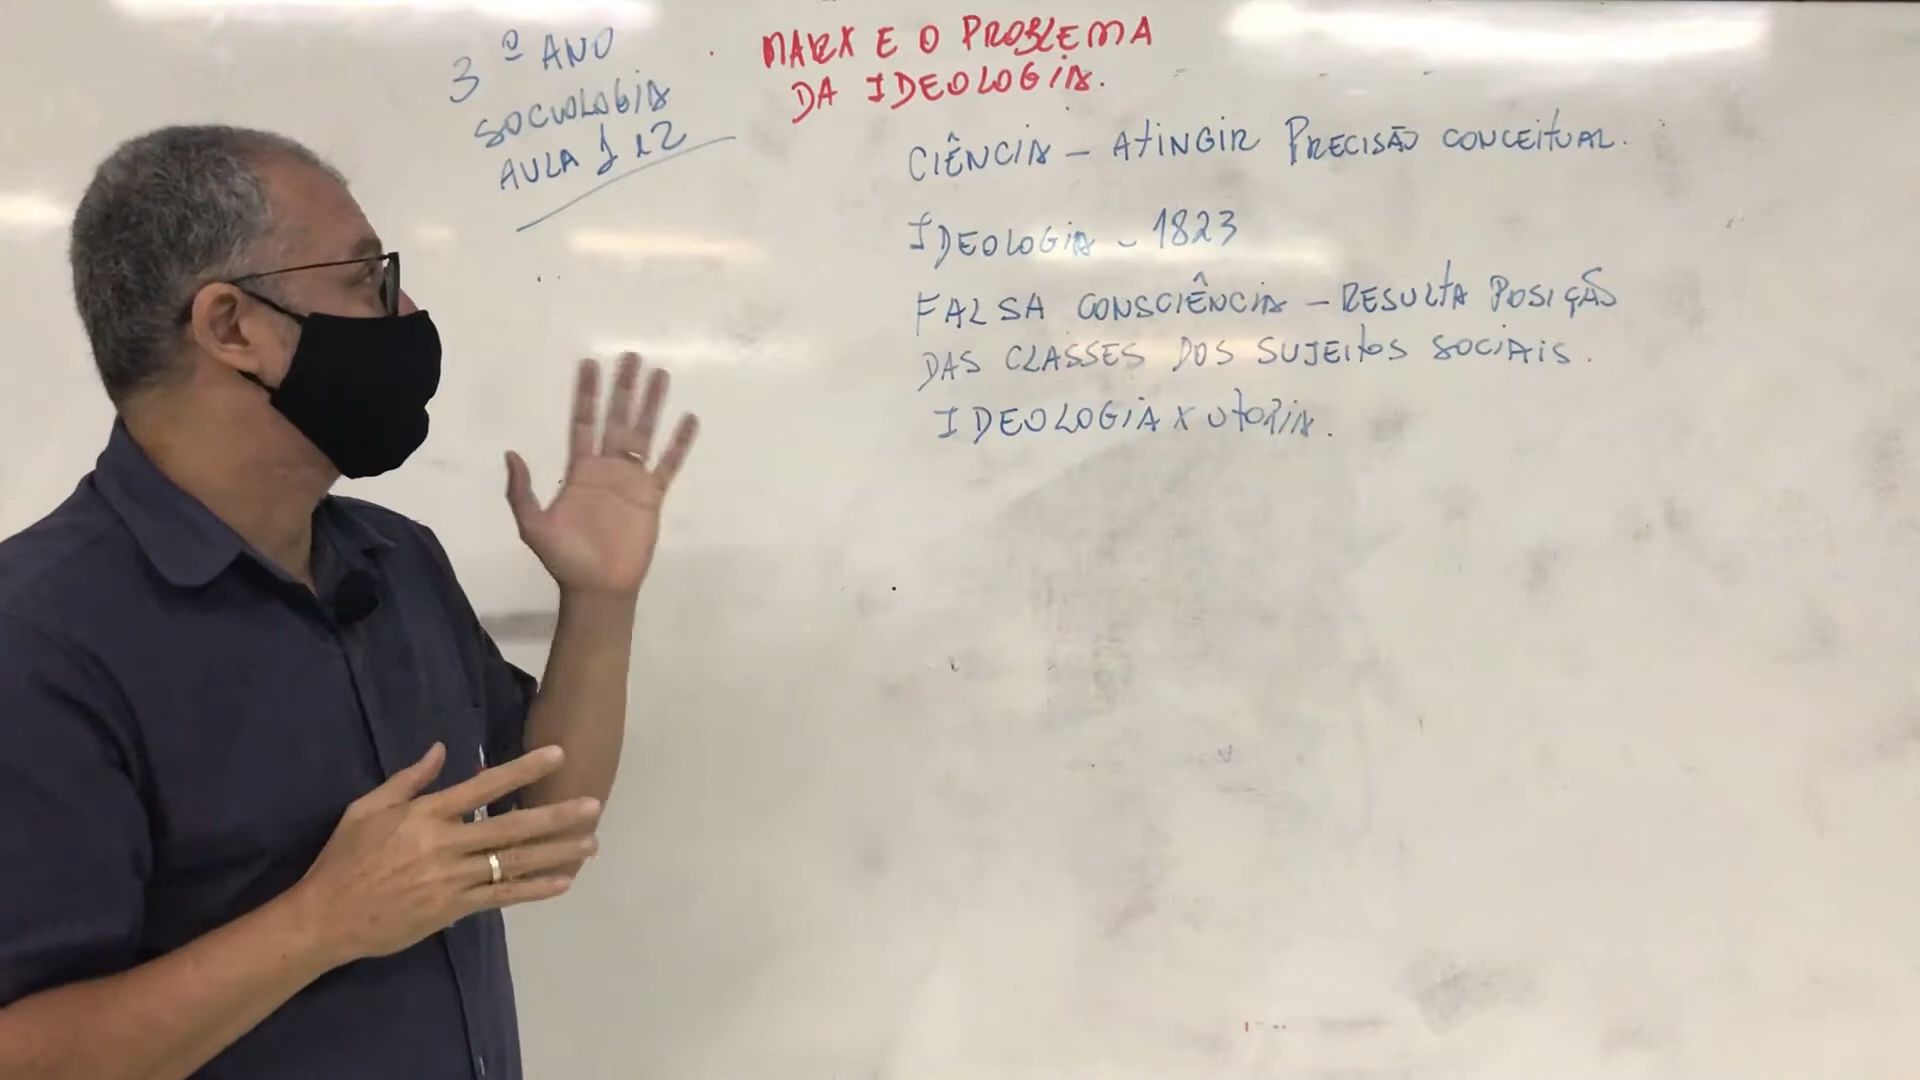 3º ANO
SOCIOLOGIA
AULA 1 e 2
MARX E O PROBLEMA
DA IDEOLOGIA.
CIÊNCIA - ATINGIR PRECISÃO CONCEITUAL.
IDEOLOGIA - 1823
FALSA CONSCIÊNCIA - RESULTA POSIÇÃO
DAS CLASSES DOS SUJEITOS SOCIAIS.
IDEOLOGIA X UTOPIA.